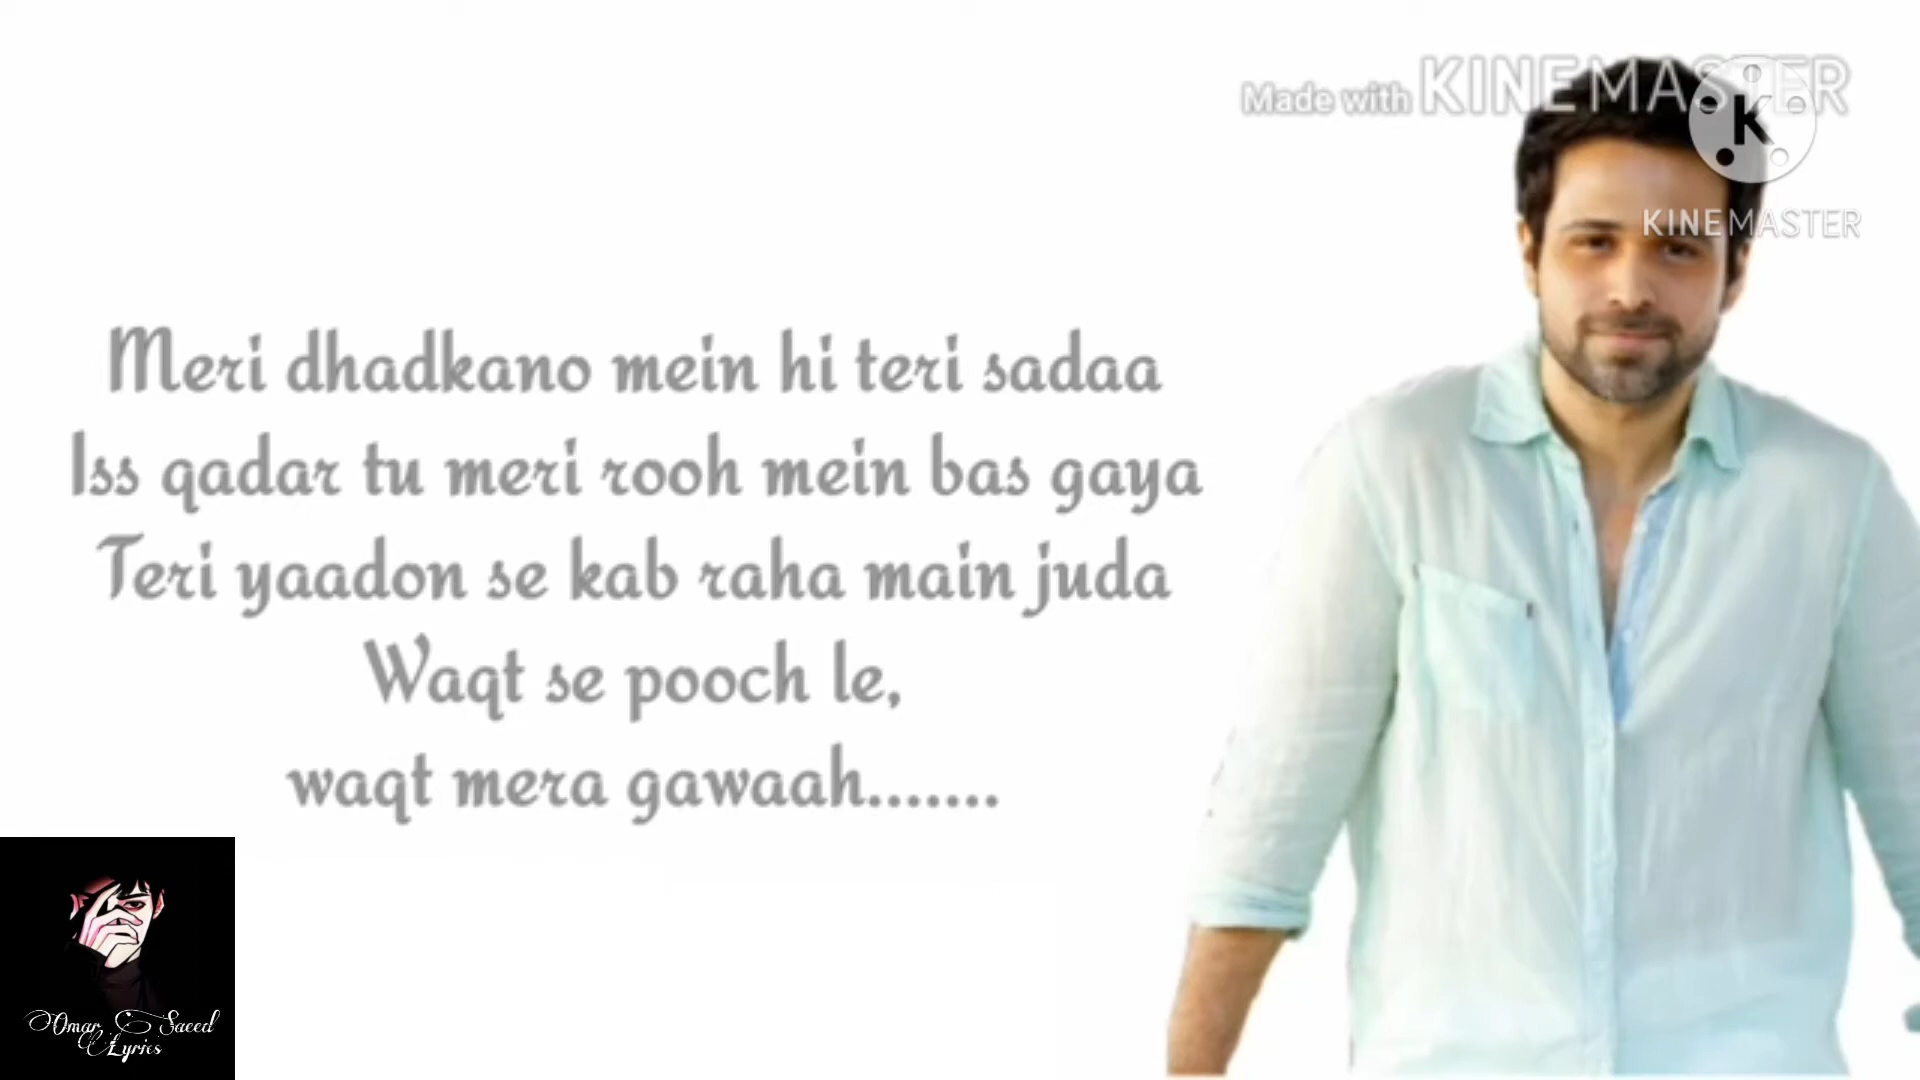 Made with KINEMASTER
K
KINEMASTER
Meri dhadkano mein hi teri sadaa
Iss qadar tu meri rooh mein bas gaya
Teri yaadon se kab raha main juda
Waqt se pooch le,
waqt mera gawaah.......
Omar Saeed
Lyrics